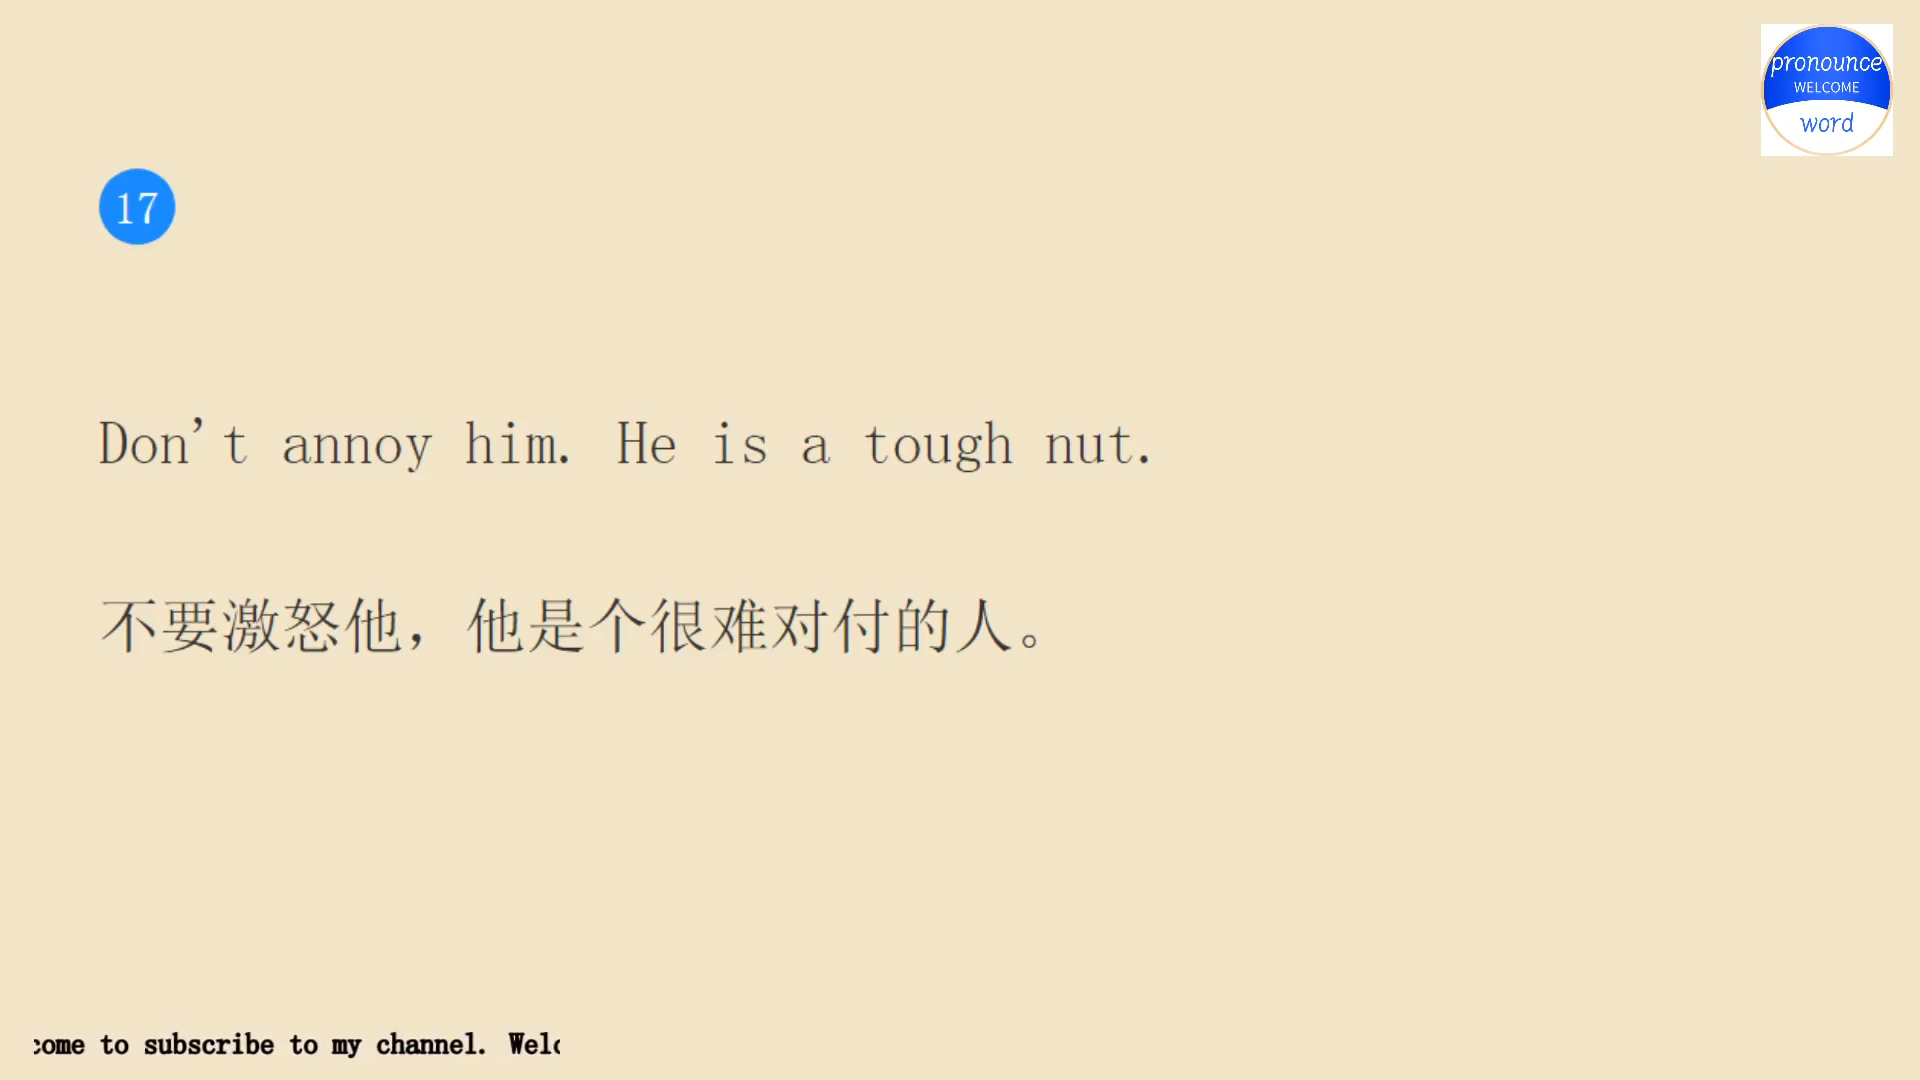 pronounce
WELCOME
word
17
Don't annoy him. He is a tough nut.
不要激怒他，他是个很难对付的人。
come to subscribe to my channel. Welc